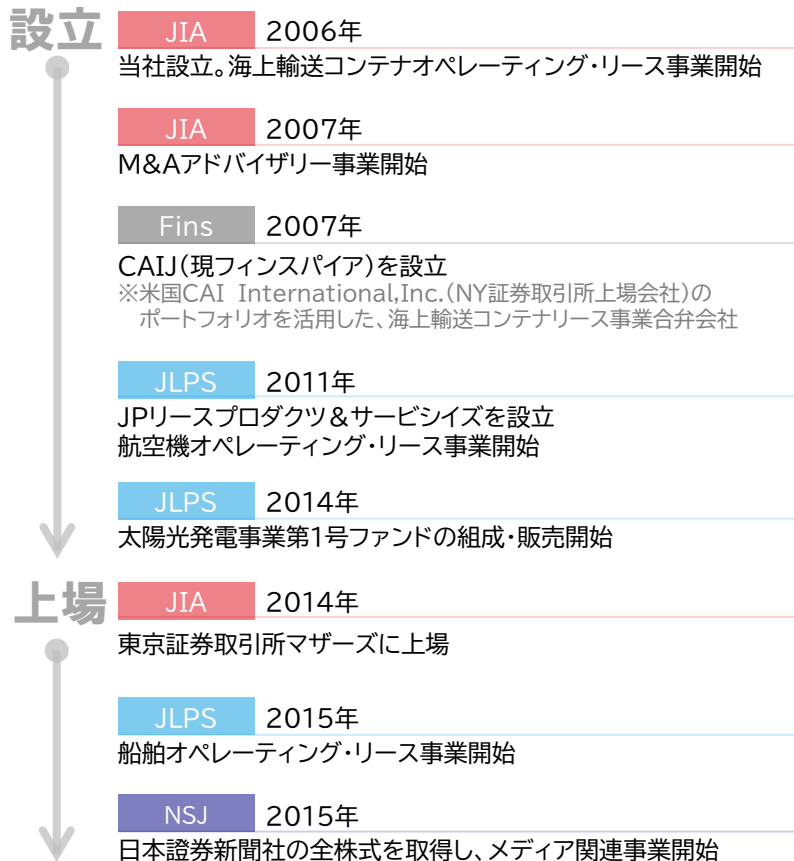 設立
JIA 2006年
当社設立。海上輸送コンテナオペレーティング・リース事業開始
JIA 2007年
M&Aアドバイザリー事業開始
Fins 2007年
CAIJ(現フィンスパイア)を設立
※米国CAI International,Inc.(NY証券取引所上場会社)の
ポートフォリオを活用した、海上輸送コンテナリース事業合弁会社
JLPS 2011年
JPリースプロダクツ&サービシイズを設立
航空機オペレーティング・リース事業開始
JLPS 2014年
太陽光発電事業第1号ファンドの組成・販売開始
上場
JIA 2014年
東京証券取引所マザーズに上場
JLPS 2015年
船舶オペレーティング・リース事業開始
NSJ 2015年
日本證券新聞社の全株式を取得し、メディア関連事業開始